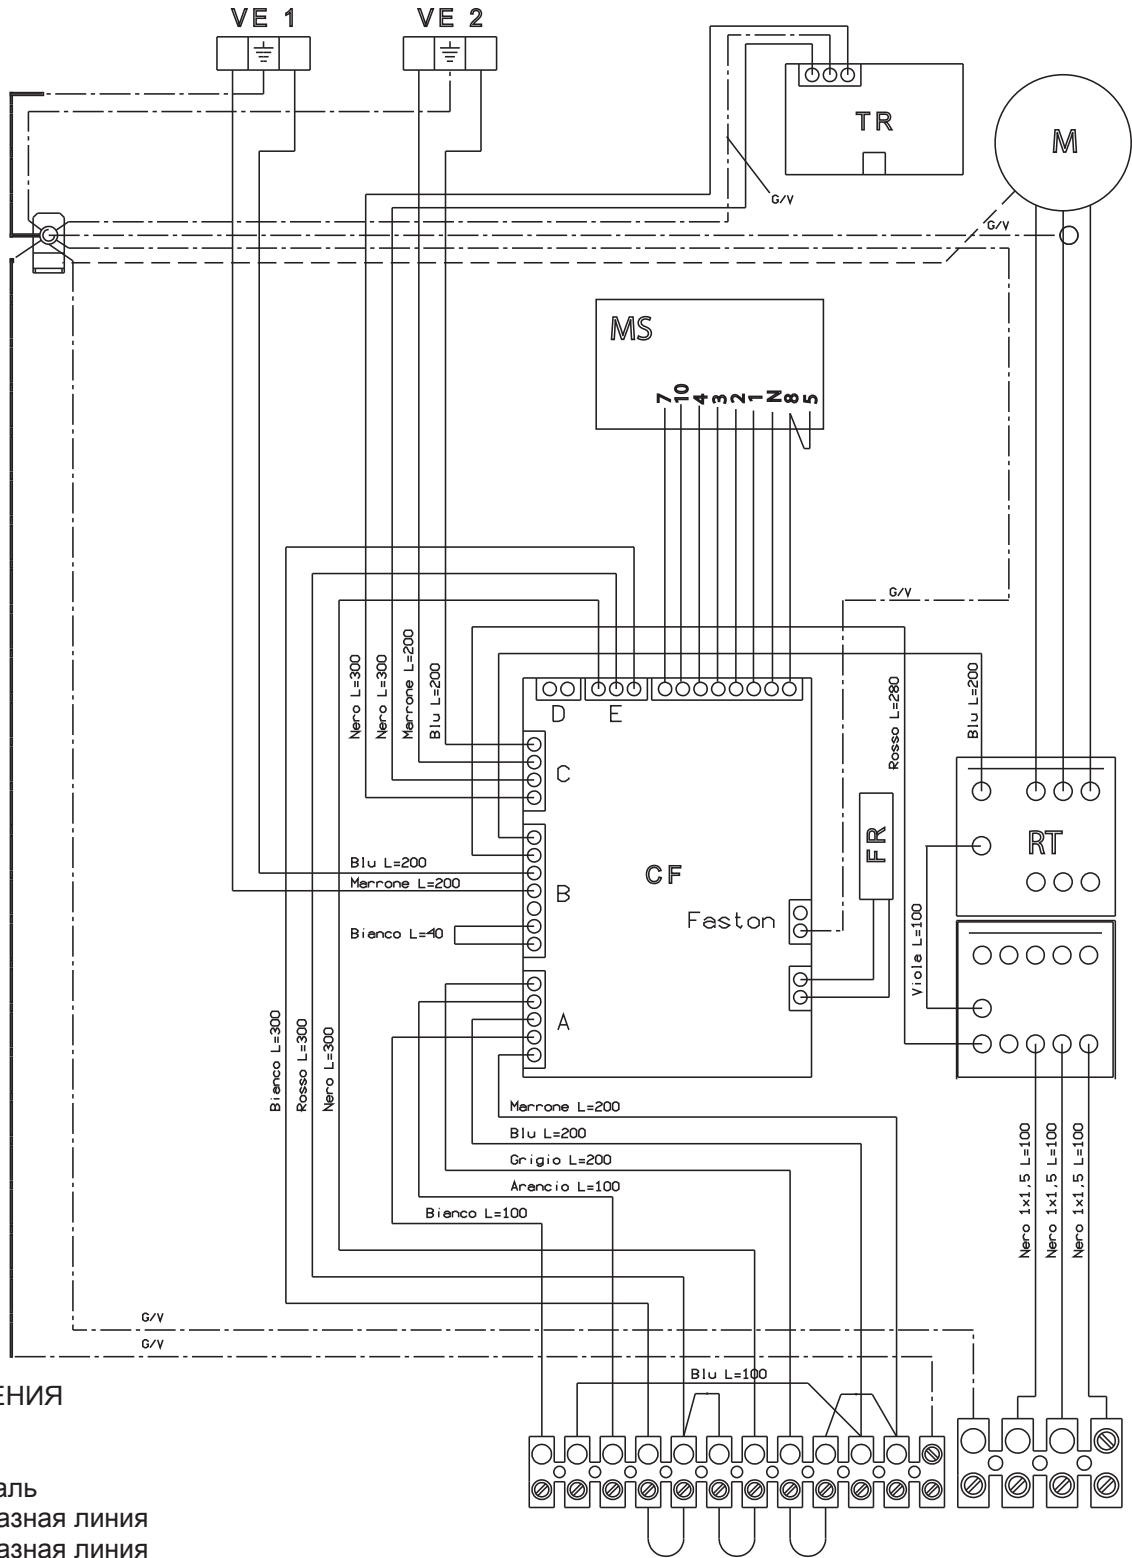 VE 1
VE 2
TR
M
G/V
G/V
MS
7
10
4
3
2
1
N
8
5
G/V
Nero L=300
Nero L=300
Marrone L=200
Blu L=200
Rosso L=280
Blu L=200
D
E
C
RT
FR
Blu L=200
Marrone L=200
CF
B
Faston
Bianco L=40
Viola L=100
A
Bianco L=300
Rosso L=300
Nero L=300
Marrone L=200
Blu L=200
Grigio L=200
Arancio L=100
Bianco L=100
Nero 1x1,5 L=100
Nero 1x1,5 L=100
Nero 1x1,5 L=100
G/V
G/V
Blu L=100
ЕНИЯ
аль
азная линия
азная линия